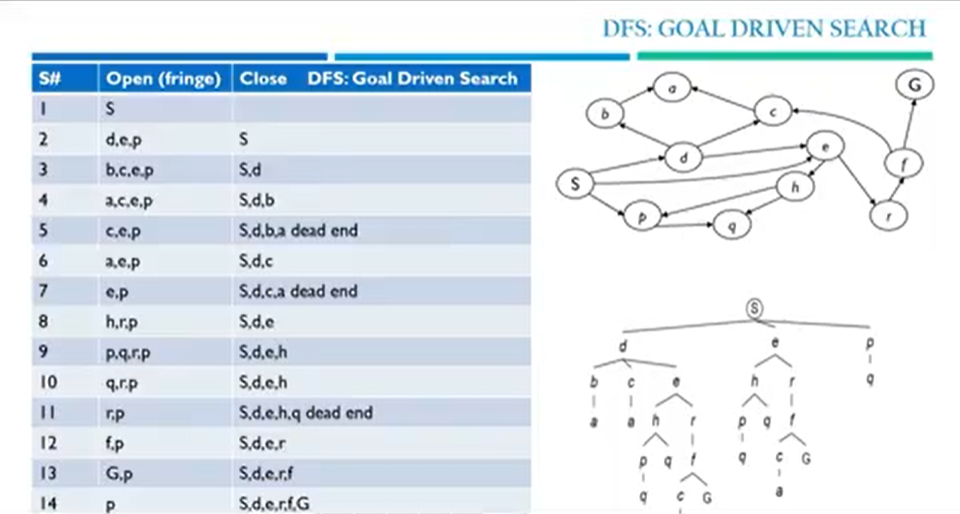 DFS: GOAL DRIVEN SEARCH
S# Open (fringe) Close DFS: Goal Driven Search
1 S
2 d,e,p S
3 b,c,e,p S,d
4 a,c,e,p S,d,b
5 c,e,p S,d,b,a dead end
6 a,e,p S,d,c
7 e,p S,d,c,a dead end
8 h,r,p S,d,e
9 p,q,r,p S,d,e,h
10 q,r,p S,d,e,h
11 r,p S,d,e,h,q dead end
12 f,p S,d,e,r
13 G,p S,d,e,r,f
14 p S,d,e,r,f,G
a G
b c
d e f
S h
p q r
S
d e p
b c e h r q
a a h r p q f
p q f q c G
q c G a